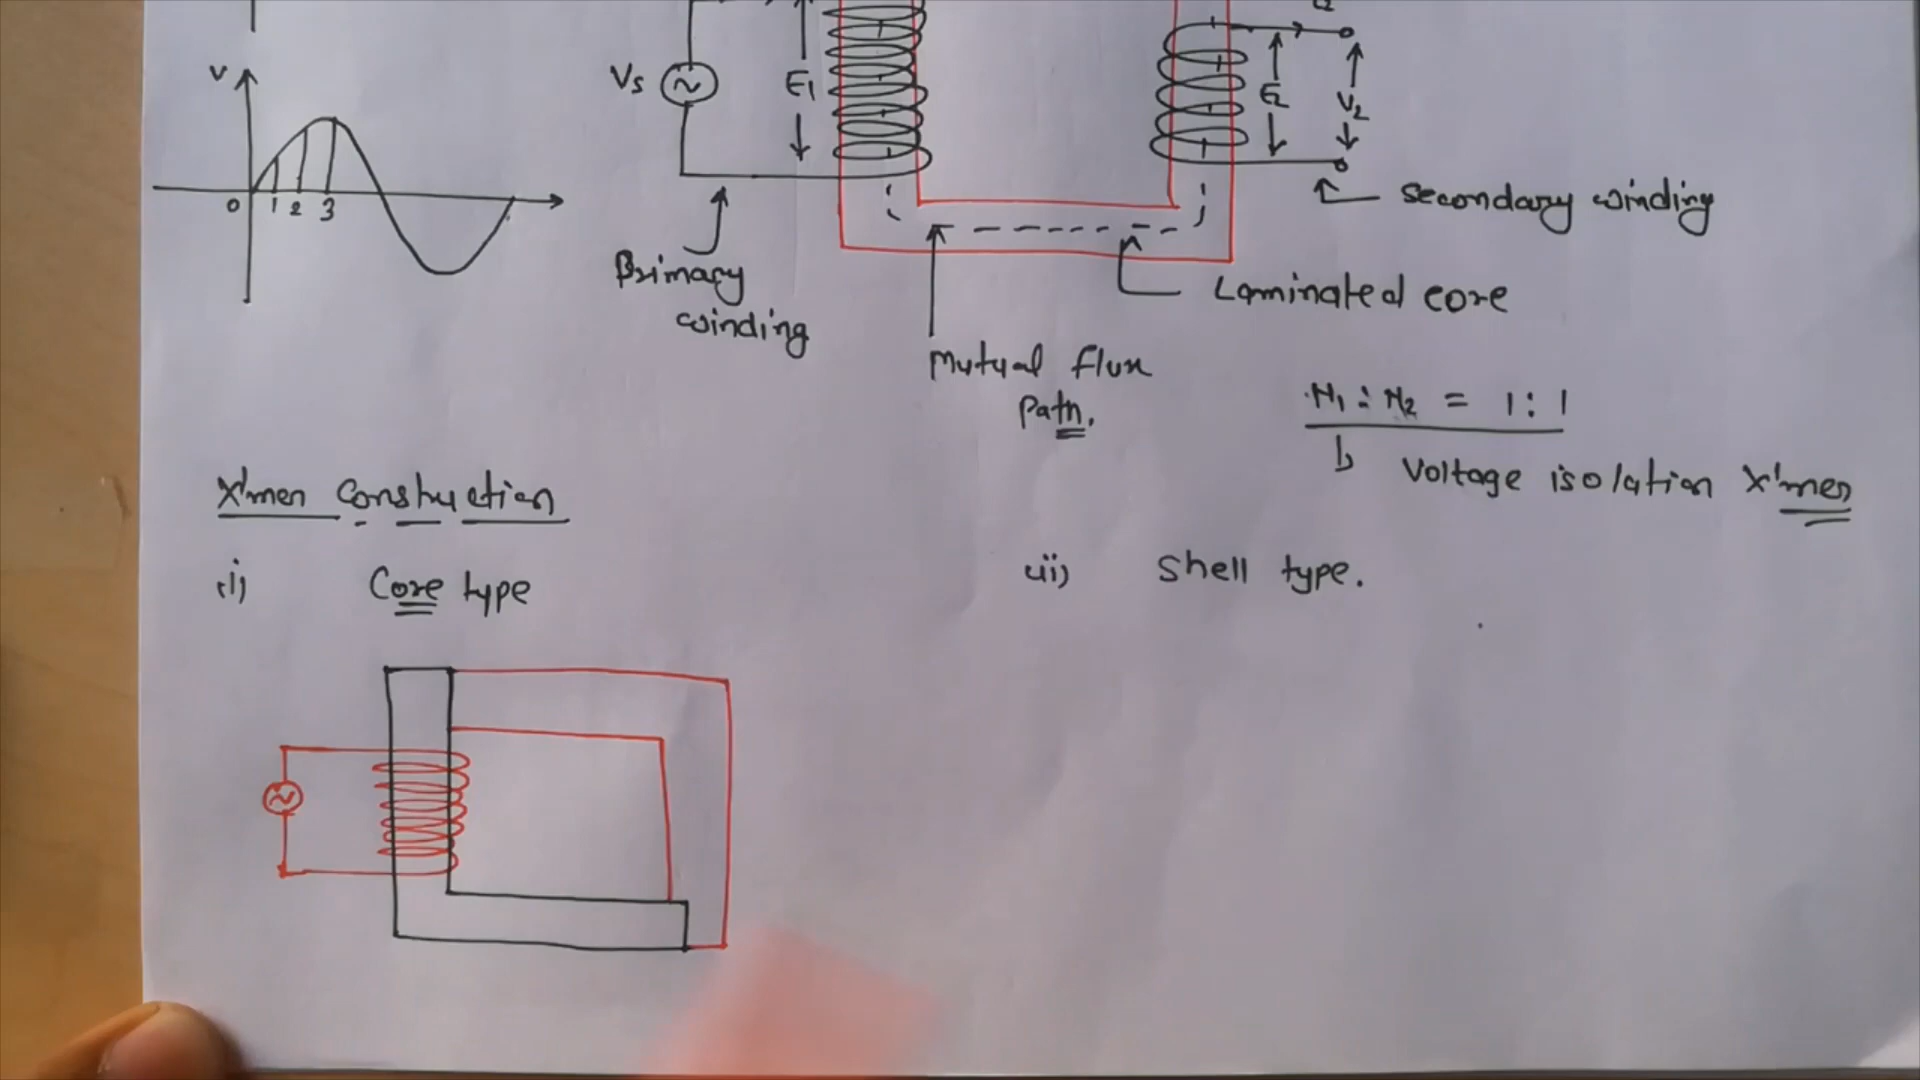 V
0 1 2 3
Vs
E1
E2
V2
Primary
winding
Secondary winding
Laminated core
Mutual flux
Path.
N1 : N2 = 1 : 1
Voltage isolation X'mer
X'mer Construction
(i) Core type
(ii) Shell type.